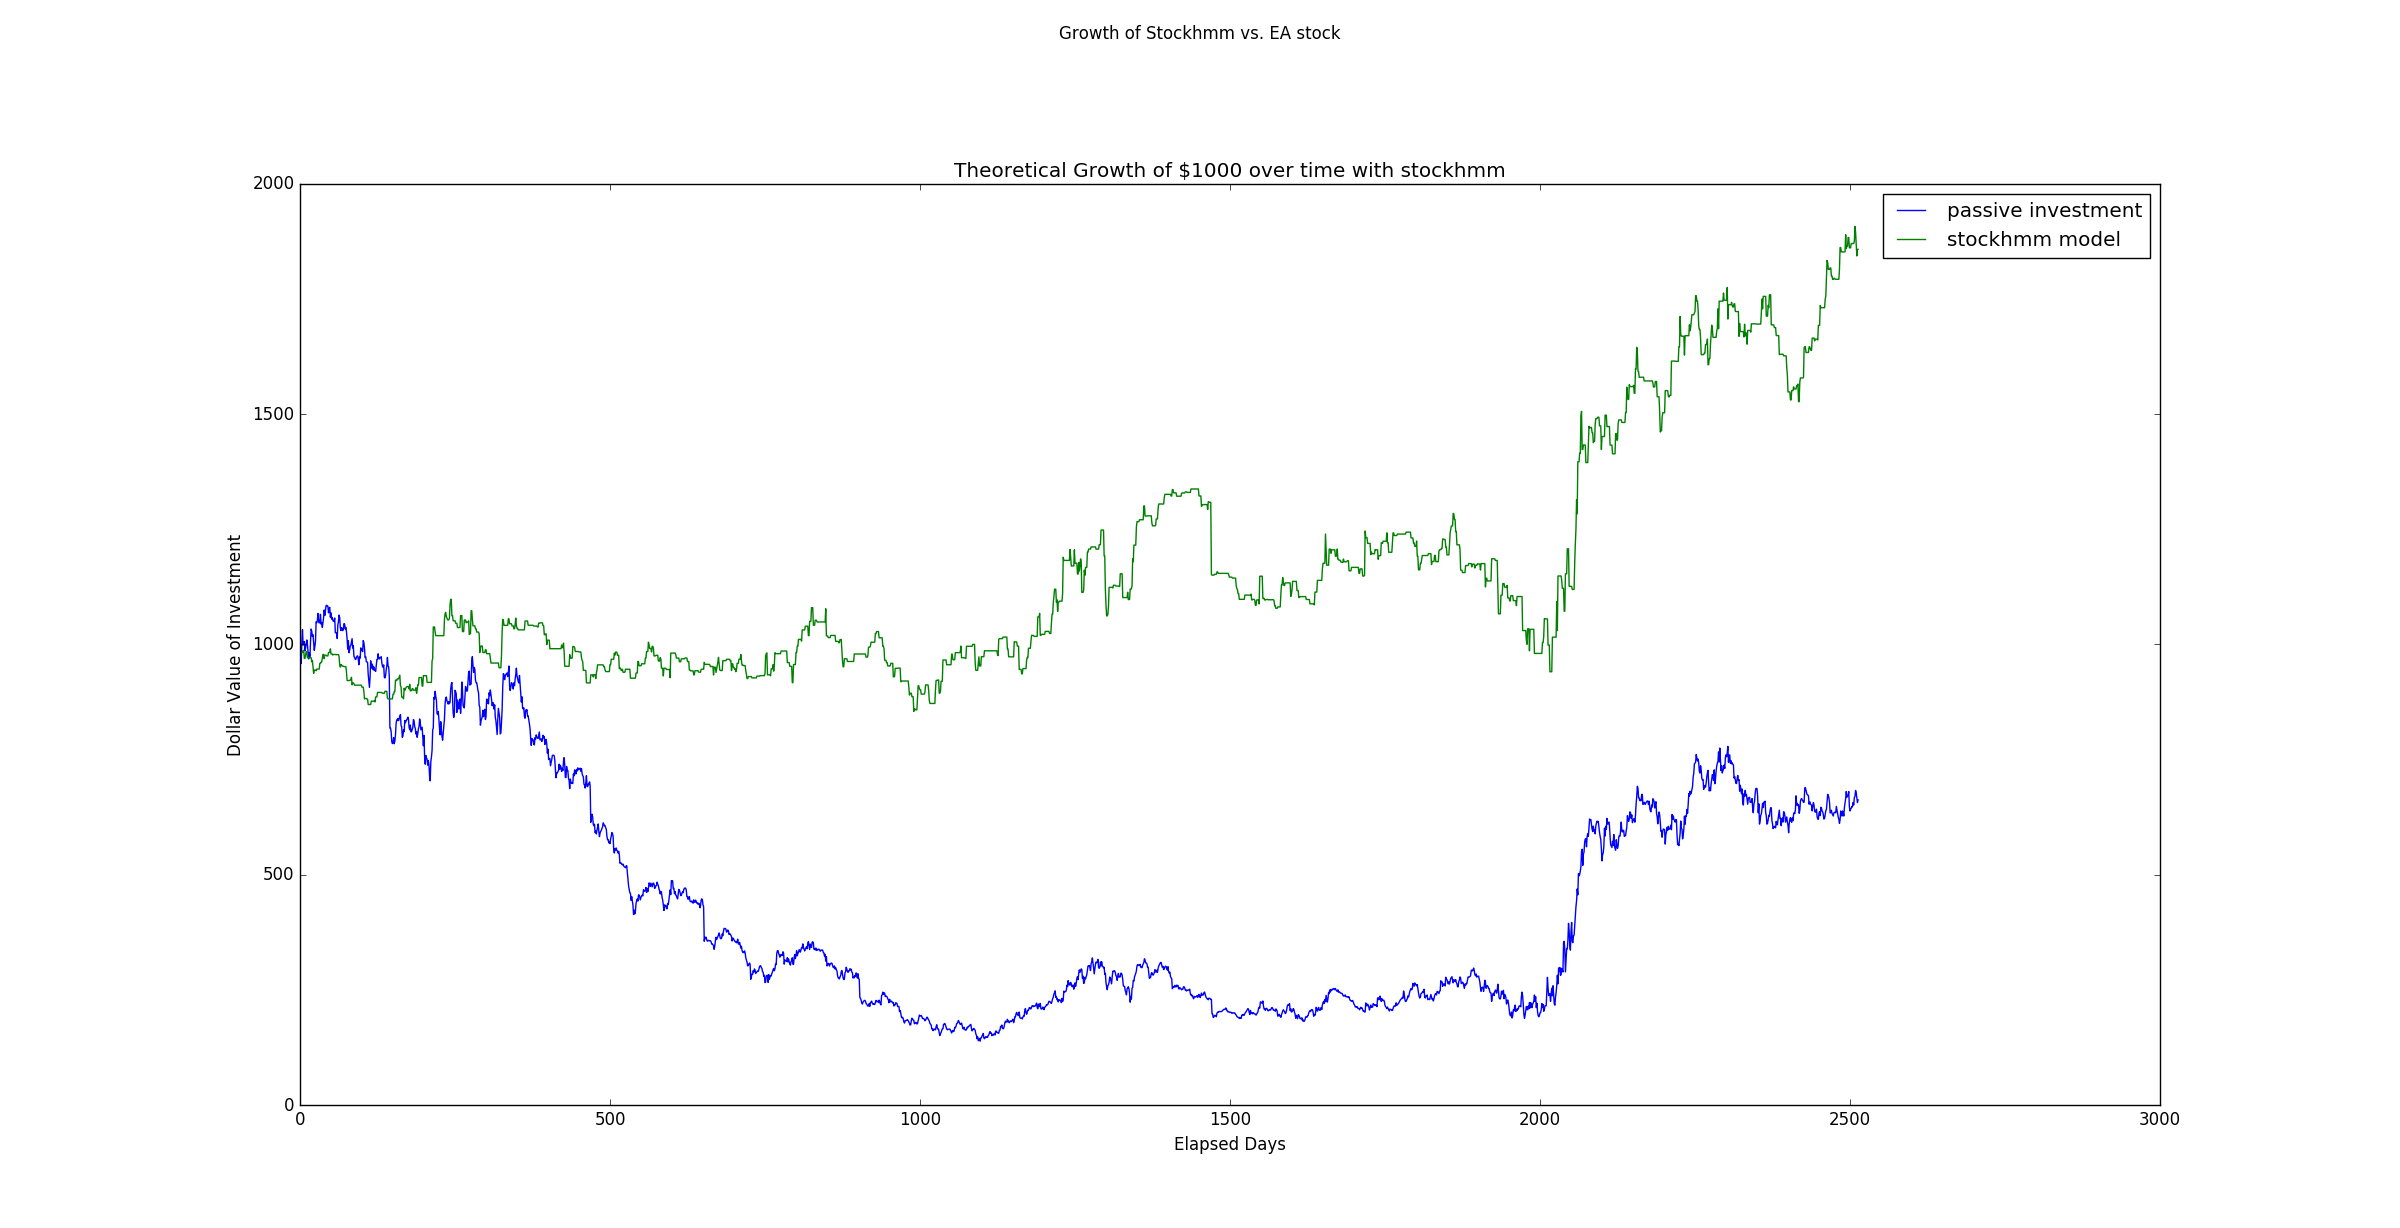 Growth of Stockhmm vs. EA stock
Theoretical Growth of $1000 over time with stockhmm
passive investment
stockhmm model
2000
1500
1000
500
0
Dollar Value of Investment
0 500 1000 1500 2000 2500 3000
Elapsed Days